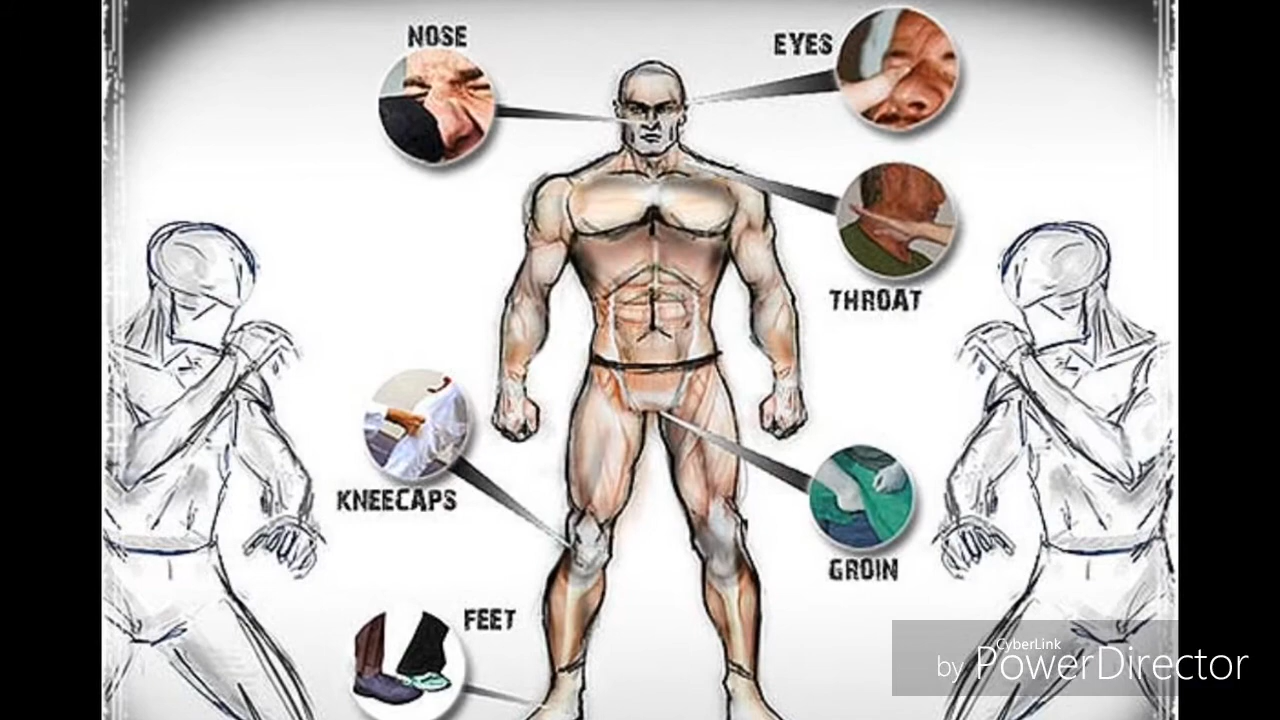 NOSE
EYES
THROAT
KNEECAPS
GROIN
FEET
CyberLink
by PowerDirector